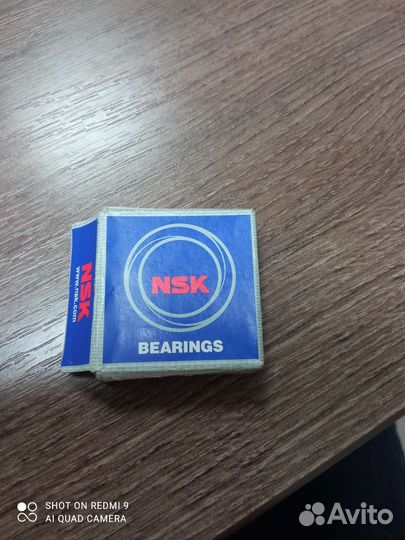 NSK
BEARINGS
NSK
www.nsk.com
SHOT ON REDMI 9
AI QUAD CAMERA
Avito